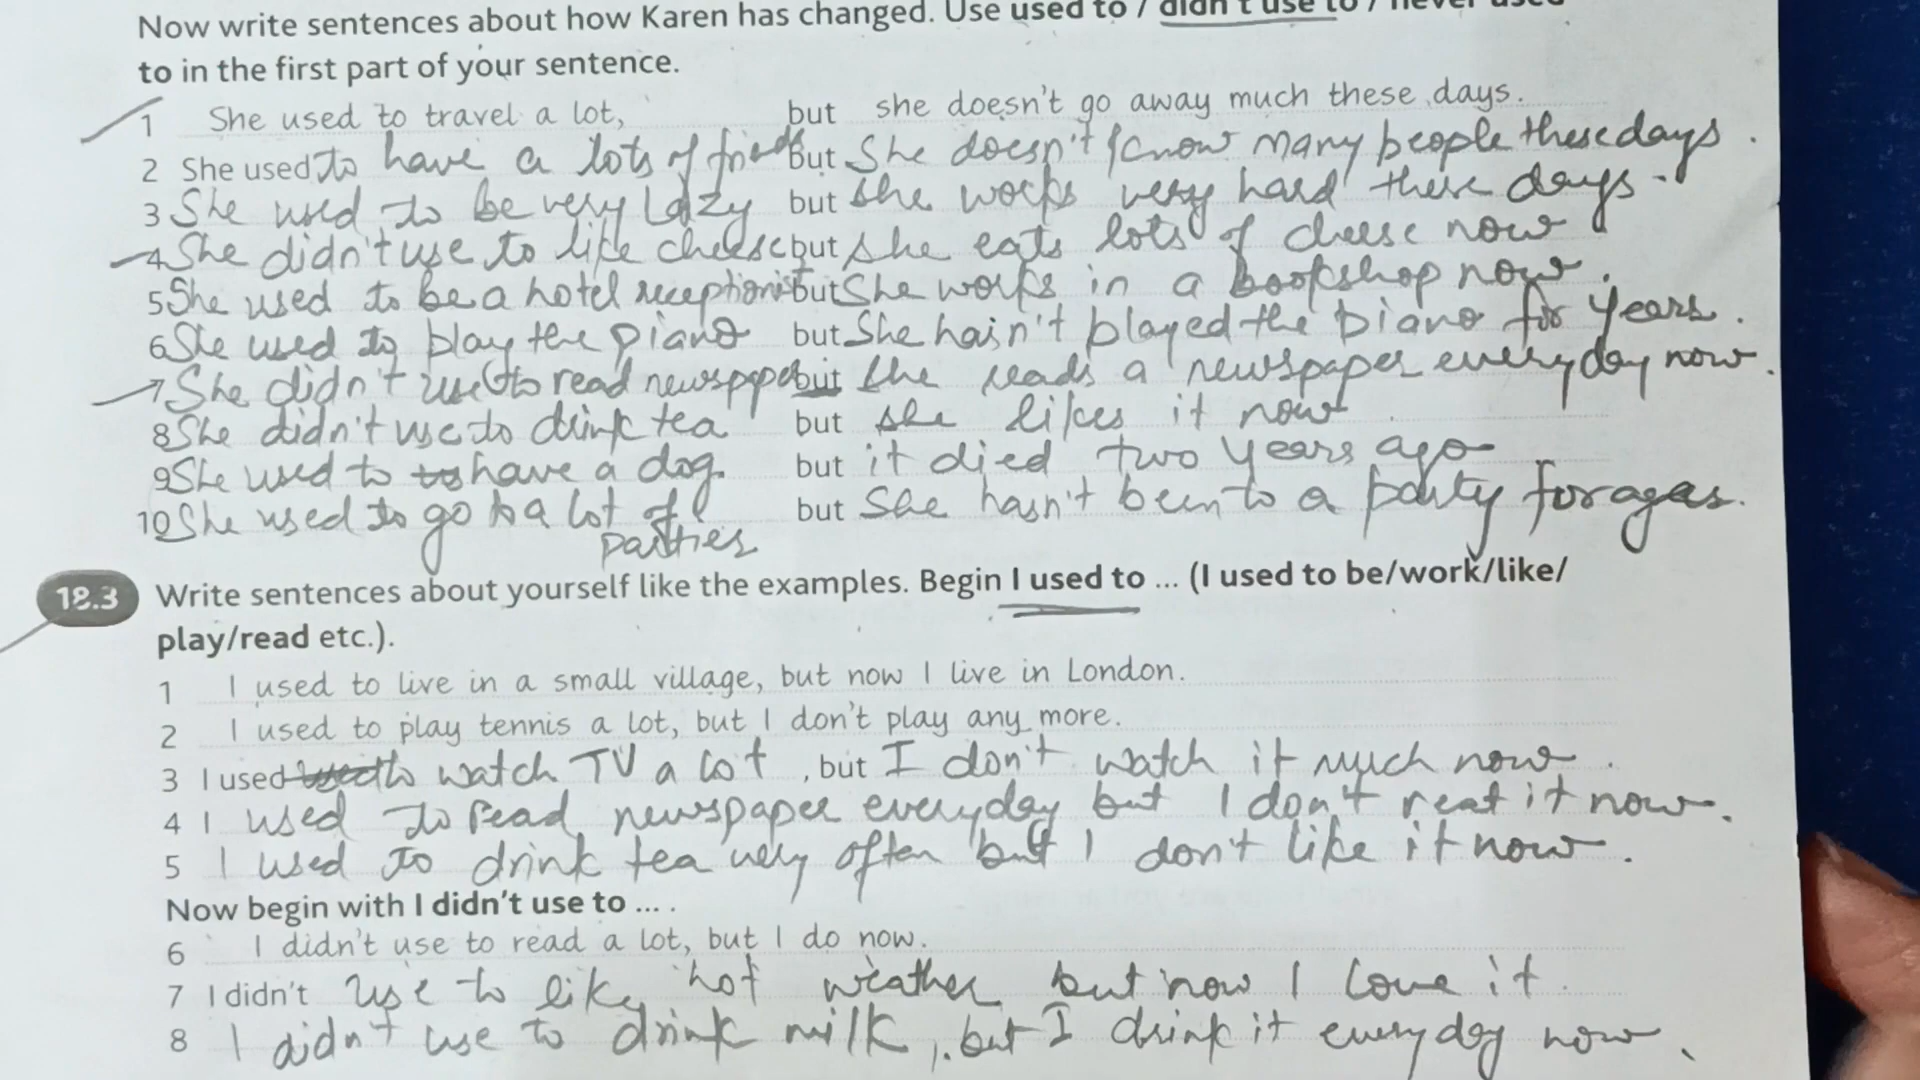 Now write sentences about how Karen has changed. Use used to / didn't use to / never used
to in the first part of your sentence.
1 She used to travel a lot, but she doesn't go away much these days.
2 She used to have a lots of friends but She doesn't know many people these days.
3 She used to be very Lazy but she works very hard these days.
4 She didn't use to like cheese but she eats lots of cheese now
5 She used to be a hotel receptionist but She works in a bookshop now.
6 She used to play the piano but She hasn't played the piano for years.
7 She didn't use to read newspaper but she reads a newspaper everyday now.
8 She didn't use to drink tea but she likes it now
9 She used to to have a dog. but it died two years ago
10 She used to go to a lot of but She hasn't been to a party for ages.
parties
18.3 Write sentences about yourself like the examples. Begin I used to ... (I used to be/work/like/
play/read etc.).
1 I used to live in a small village, but now I live in London.
2 I used to play tennis a lot, but I don't play any more.
3 I used to watch TV a lot, but I don't watch it much now.
4 I used to read newspaper everyday but I don't reat it now.
5 I used to drink tea very often but I don't like it now.
Now begin with I didn't use to ... .
6 I didn't use to read a lot, but I do now.
7 I didn't use to like hot weather but now I love it.
8 I didn't use to drink milk, but I drink it everyday now.